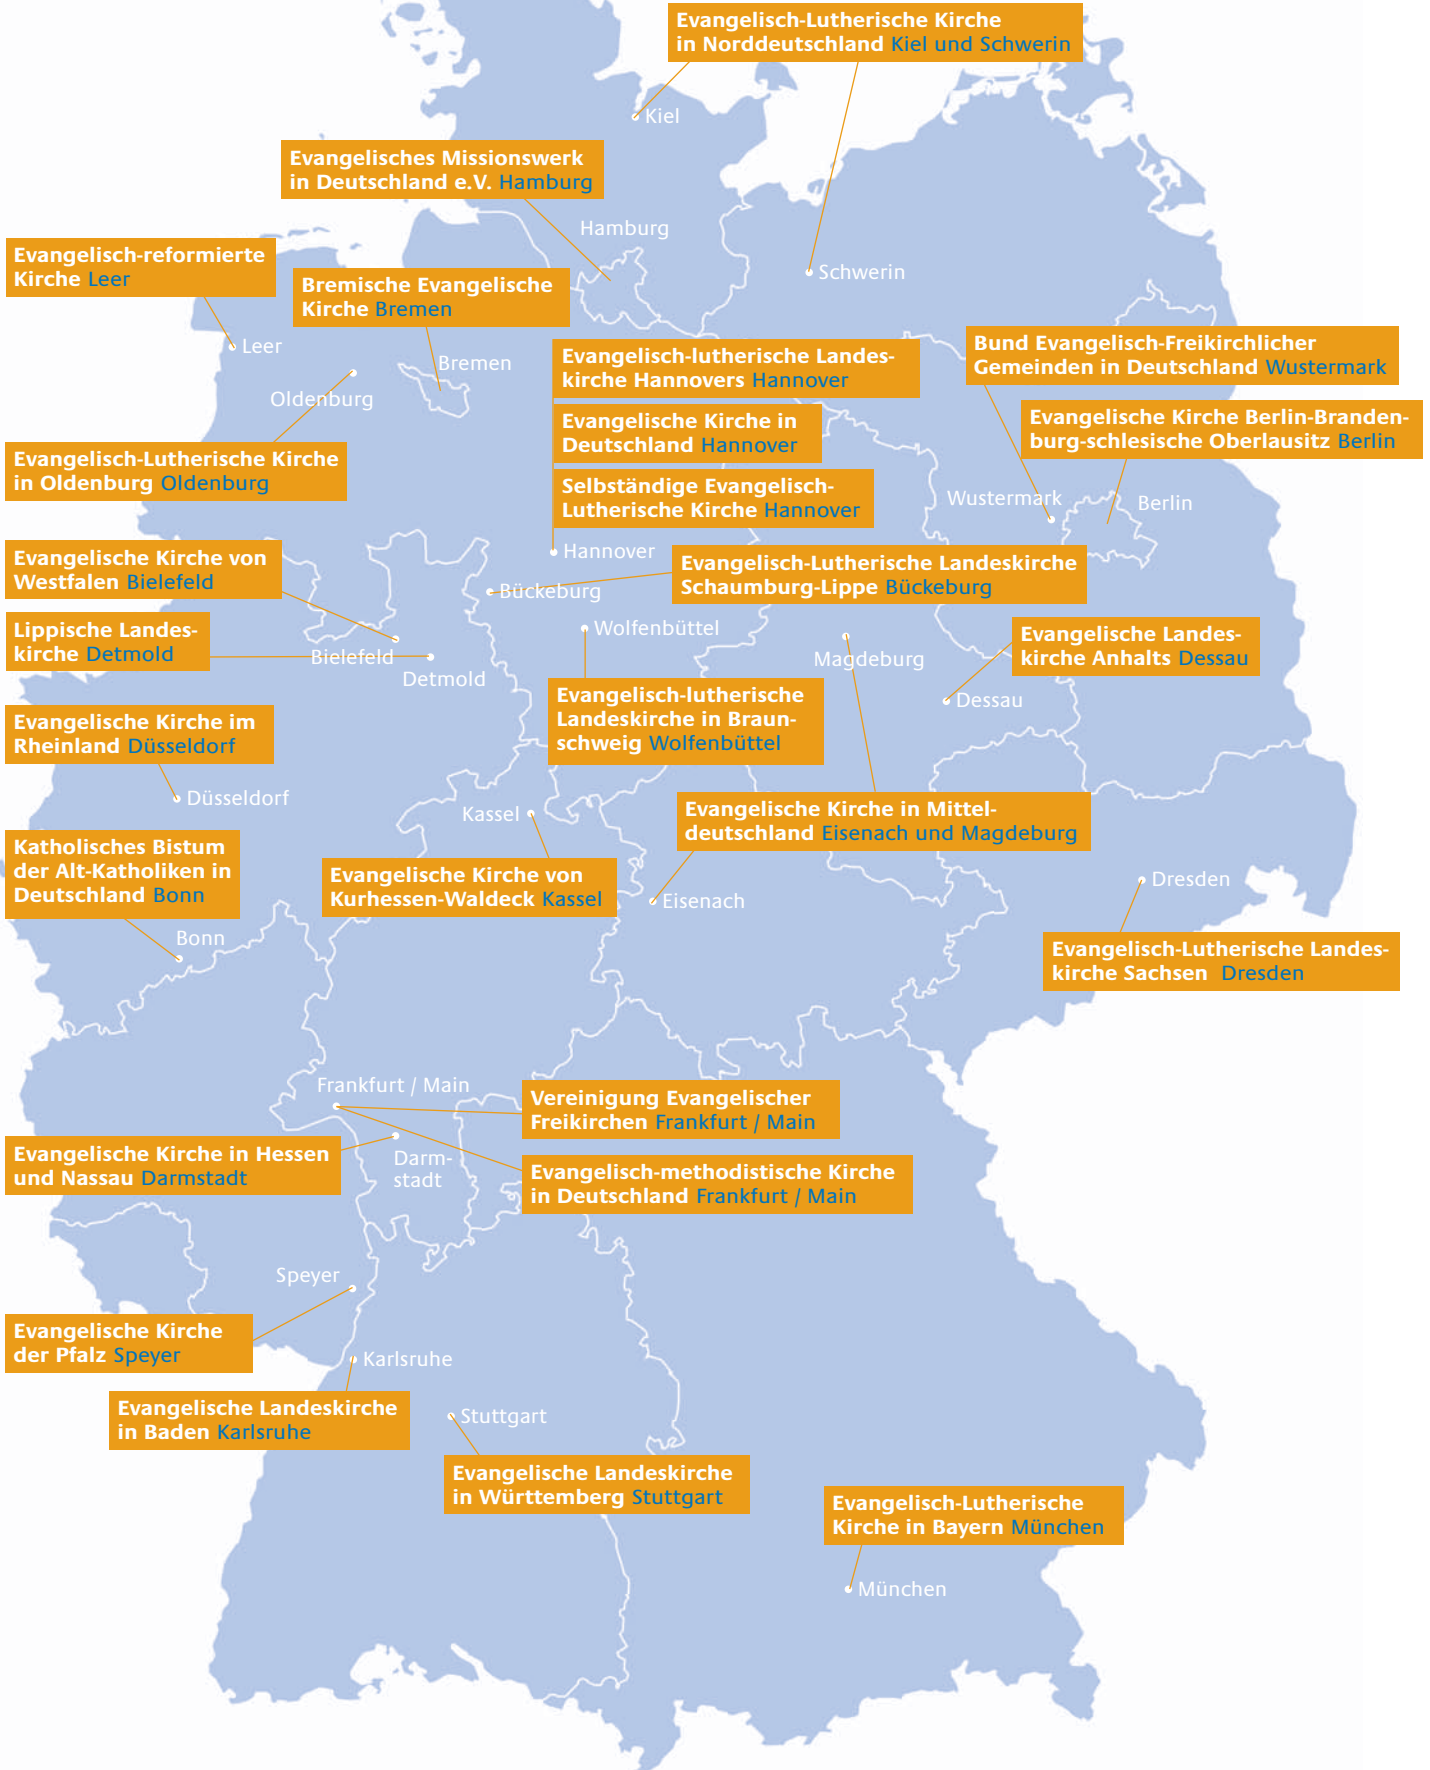 Evangelisch-Lutherische Kirche
in Norddeutschland Kiel und Schwerin
Kiel
Evangelisches Missionswerk
in Deutschland e.V. Hamburg
Hamburg
Evangelisch-reformierte
Kirche Leer
Schwerin
Bremische Evangelische
Kirche Bremen
Leer
Bremen
Evangelisch-lutherische Landes-
kirche Hannovers Hannover
Bund Evangelisch-Freikirchlicher
Gemeinden in Deutschland Wustermark
Oldenburg
Evangelische Kirche in
Deutschland Hannover
Evangelische Kirche Berlin-Branden-
burg-schlesische Oberlausitz Berlin
Evangelisch-Lutherische Kirche
in Oldenburg Oldenburg
Selbständige Evangelisch-
Lutherische Kirche Hannover
Wustermark
Berlin
Evangelische Kirche von
Westfalen Bielefeld
Hannover
Evangelisch-Lutherische Landeskirche
Schaumburg-Lippe Bückeburg
Bückeburg
Lippische Landes-
kirche Detmold
Wolfenbüttel
Evangelische Landes-
kirche Anhalts Dessau
Bielefeld
Magdeburg
Detmold
Evangelisch-lutherische
Landeskirche in Braun-
schweig Wolfenbüttel
Dessau
Evangelische Kirche im
Rheinland Düsseldorf
Düsseldorf
Kassel
Evangelische Kirche in Mittel-
deutschland Eisenach und Magdeburg
Katholisches Bistum
der Alt-Katholiken in
Deutschland Bonn
Evangelische Kirche von
Kurhessen-Waldeck Kassel
Dresden
Eisenach
Bonn
Evangelisch-Lutherische Landes-
kirche Sachsen Dresden
Frankfurt / Main
Vereinigung Evangelischer
Freikirchen Frankfurt / Main
Evangelische Kirche in Hessen
und Nassau Darmstadt
Darm-
stadt
Evangelisch-methodistische Kirche
in Deutschland Frankfurt / Main
Speyer
Evangelische Kirche
der Pfalz Speyer
Karlsruhe
Evangelische Landeskirche
in Baden Karlsruhe
Stuttgart
Evangelische Landeskirche
in Württemberg Stuttgart
Evangelisch-Lutherische
Kirche in Bayern München
München